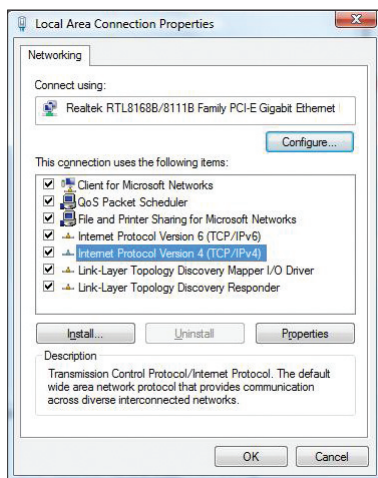 Local Area Connection Properties
Networking
Connect using:
Realtek RTL8168B/8111B Family PCI-E Gigabit Ethernet
Configure...
This connection uses the following items:
Client for Microsoft Networks
QoS Packet Scheduler
File and Printer Sharing for Microsoft Networks
Internet Protocol Version 6 (TCP/IPv6)
Internet Protocol Version 4 (TCP/IPv4)
Link-Layer Topology Discovery Mapper I/O Driver
Link-Layer Topology Discovery Responder
Install... Uninstall Properties
Description
Transmission Control Protocol/Internet Protocol. The default
wide area network protocol that provides communication
across diverse interconnected networks.
OK Cancel